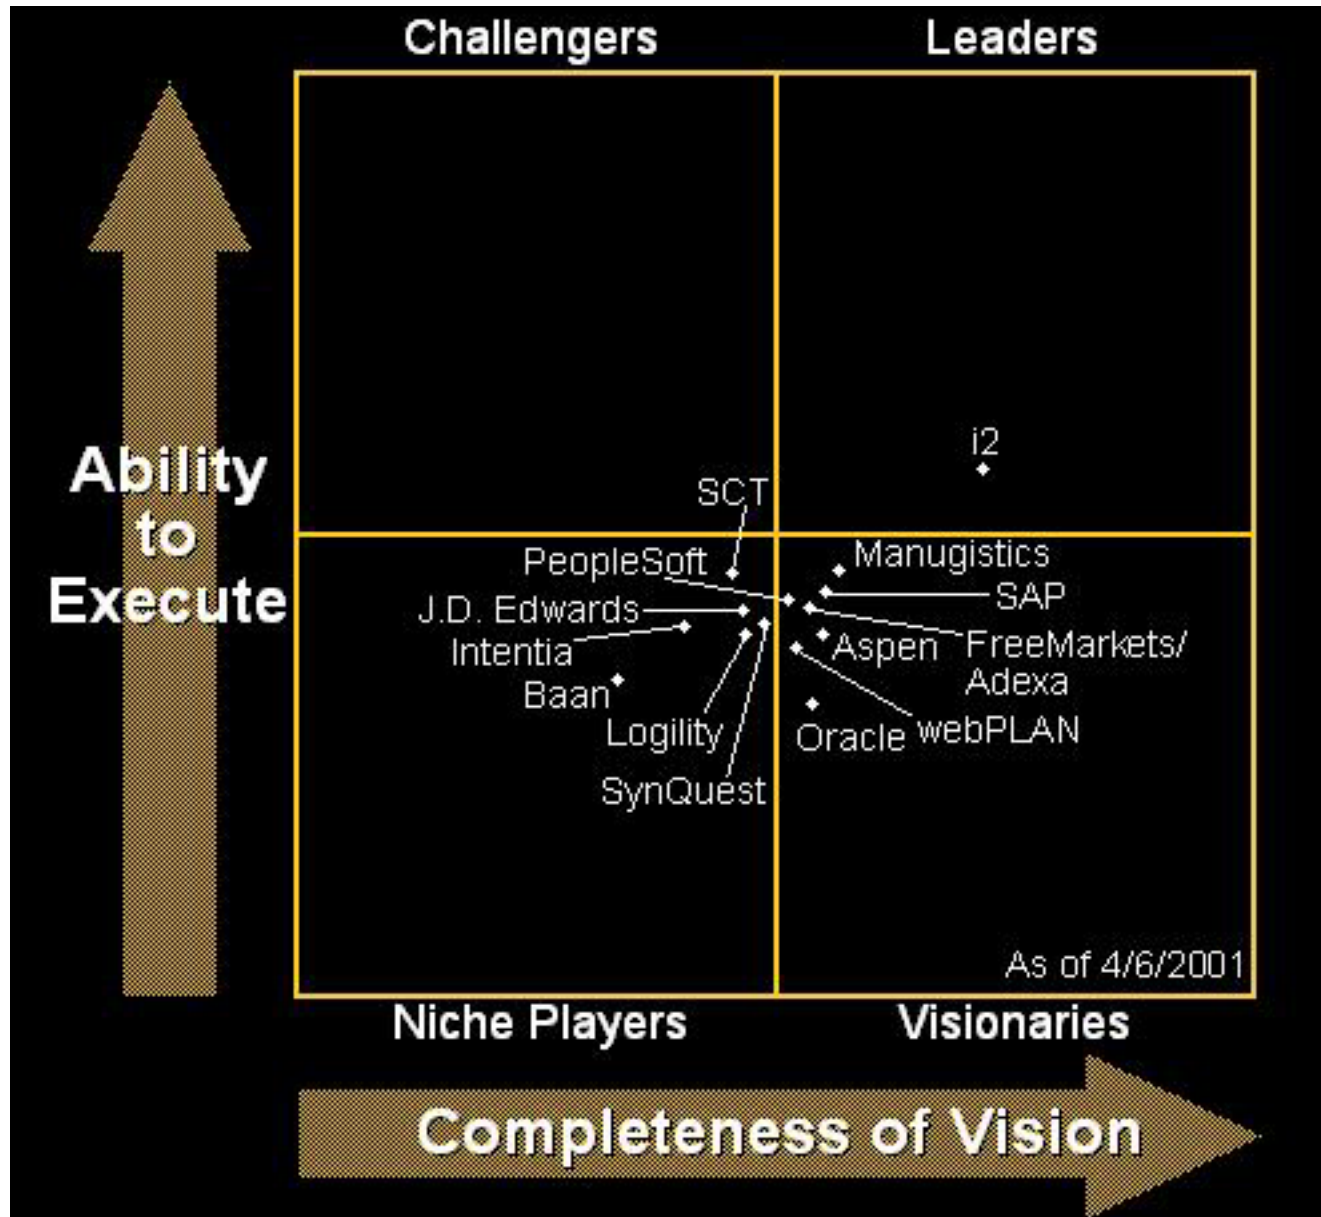 Challengers
Leaders
Ability
to
Execute
i2
SCT
PeopleSoft
Manugistics
J.D. Edwards
SAP
Intentia
Aspen
FreeMarkets/
Adexa
Baan
Logility
Oracle
webPLAN
SynQuest
As of 4/6/2001
Niche Players
Visionaries
Completeness of Vision